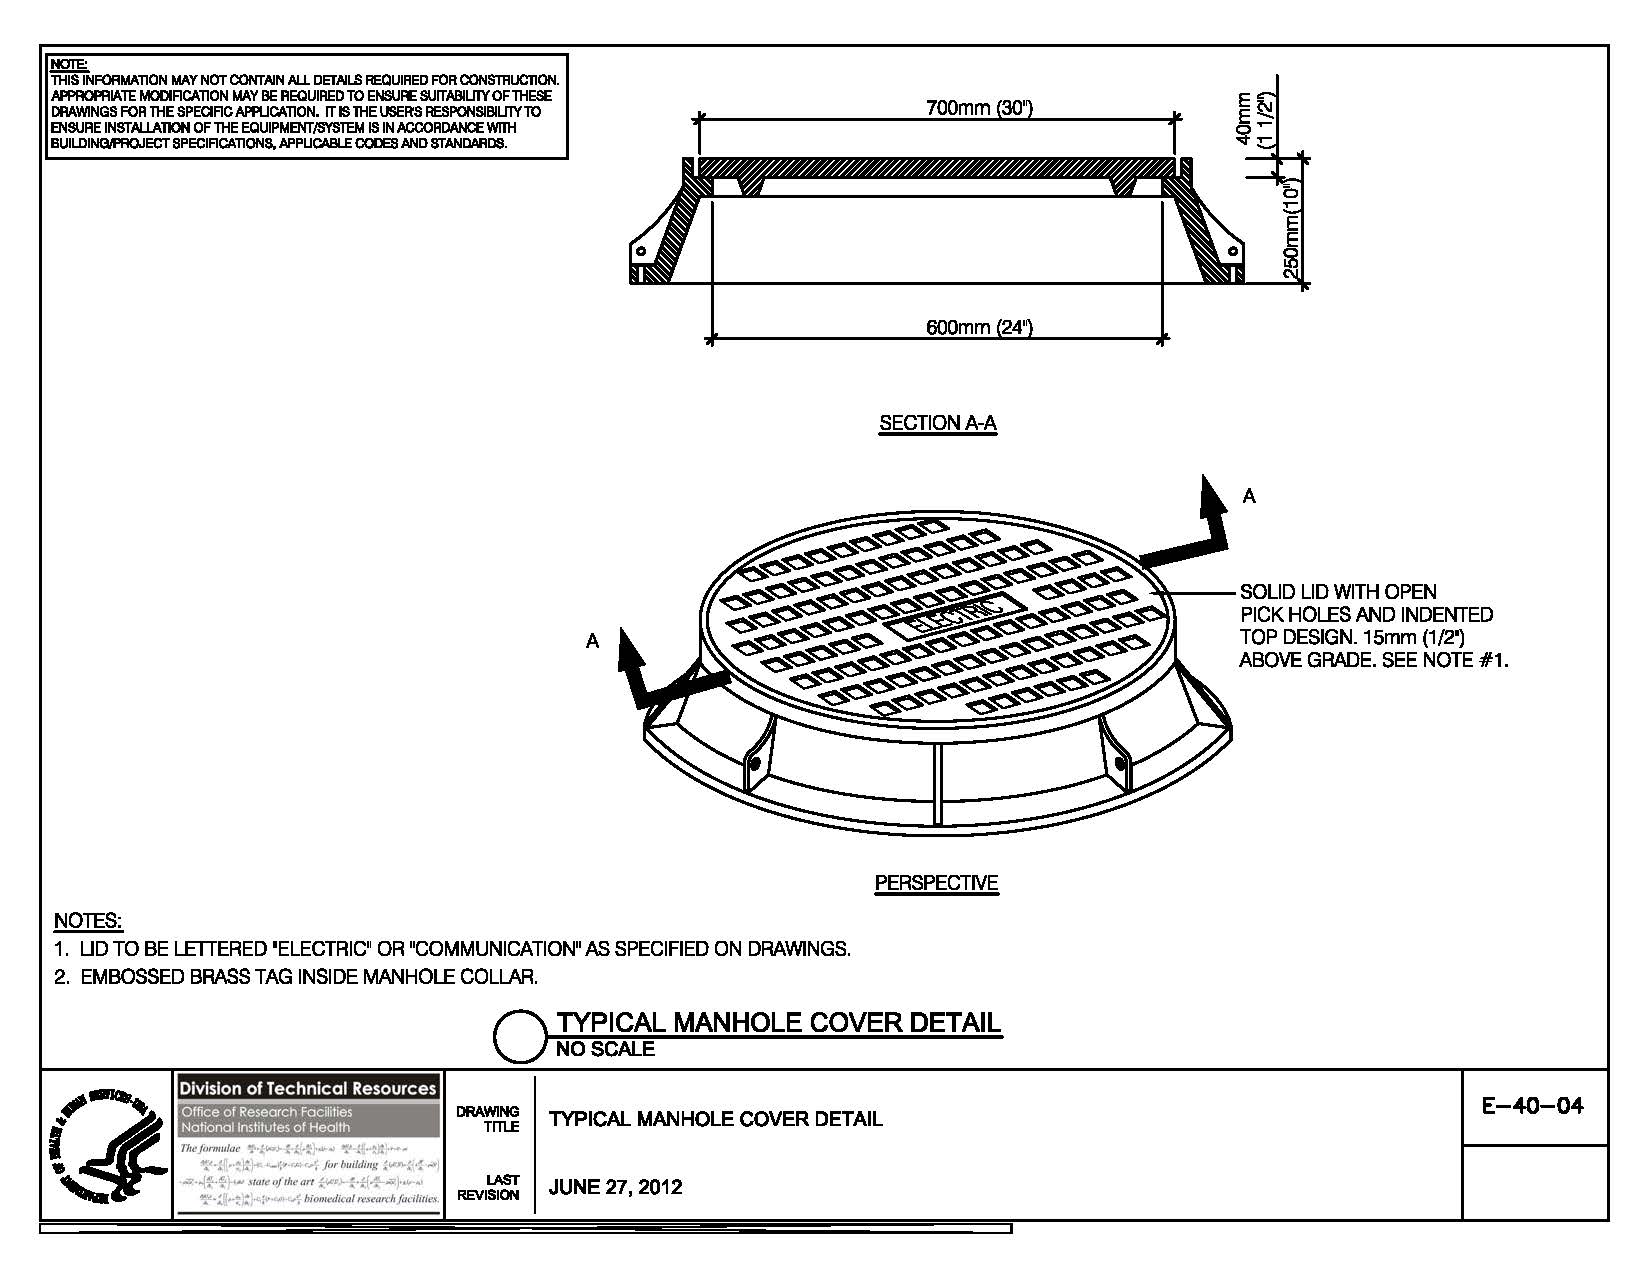 NOTE:
THIS INFORMATION MAY NOT CONTAIN ALL DETAILS REQUIRED FOR CONSTRUCTION.
APPROPRIATE MODIFICATION MAY BE REQUIRED TO ENSURE SUITABILITY OF THESE
DRAWINGS FOR THE SPECIFIC APPLICATION. IT IS THE USER'S RESPONSIBILITY TO
ENSURE INSTALLATION OF THE EQUIPMENT/SYSTEM IS IN ACCORDANCE WITH
BUILDING/PROJECT SPECIFICATIONS, APPLICABLE CODES AND STANDARDS.
700mm (30")
40mm
(1 1/2")
250mm(10")
600mm (24")
SECTION A-A
A
A
ELECTRIC
SOLID LID WITH OPEN
PICK HOLES AND INDENTED
TOP DESIGN. 15mm (1/2")
ABOVE GRADE. SEE NOTE #1.
PERSPECTIVE
NOTES:
1. LID TO BE LETTERED "ELECTRIC" OR "COMMUNICATION" AS SPECIFIED ON DRAWINGS.
2. EMBOSSED BRASS TAG INSIDE MANHOLE COLLAR.
TYPICAL MANHOLE COVER DETAIL
NO SCALE
DEPARTMENT OF HEALTH & HUMAN SERVICES-USA
Division of Technical Resources
Office of Research Facilities
National Institutes of Health
The formulae
for building
state of the art
biomedical research facilities.
DRAWING
TITLE
TYPICAL MANHOLE COVER DETAIL
LAST
REVISION
JUNE 27, 2012
E-40-04